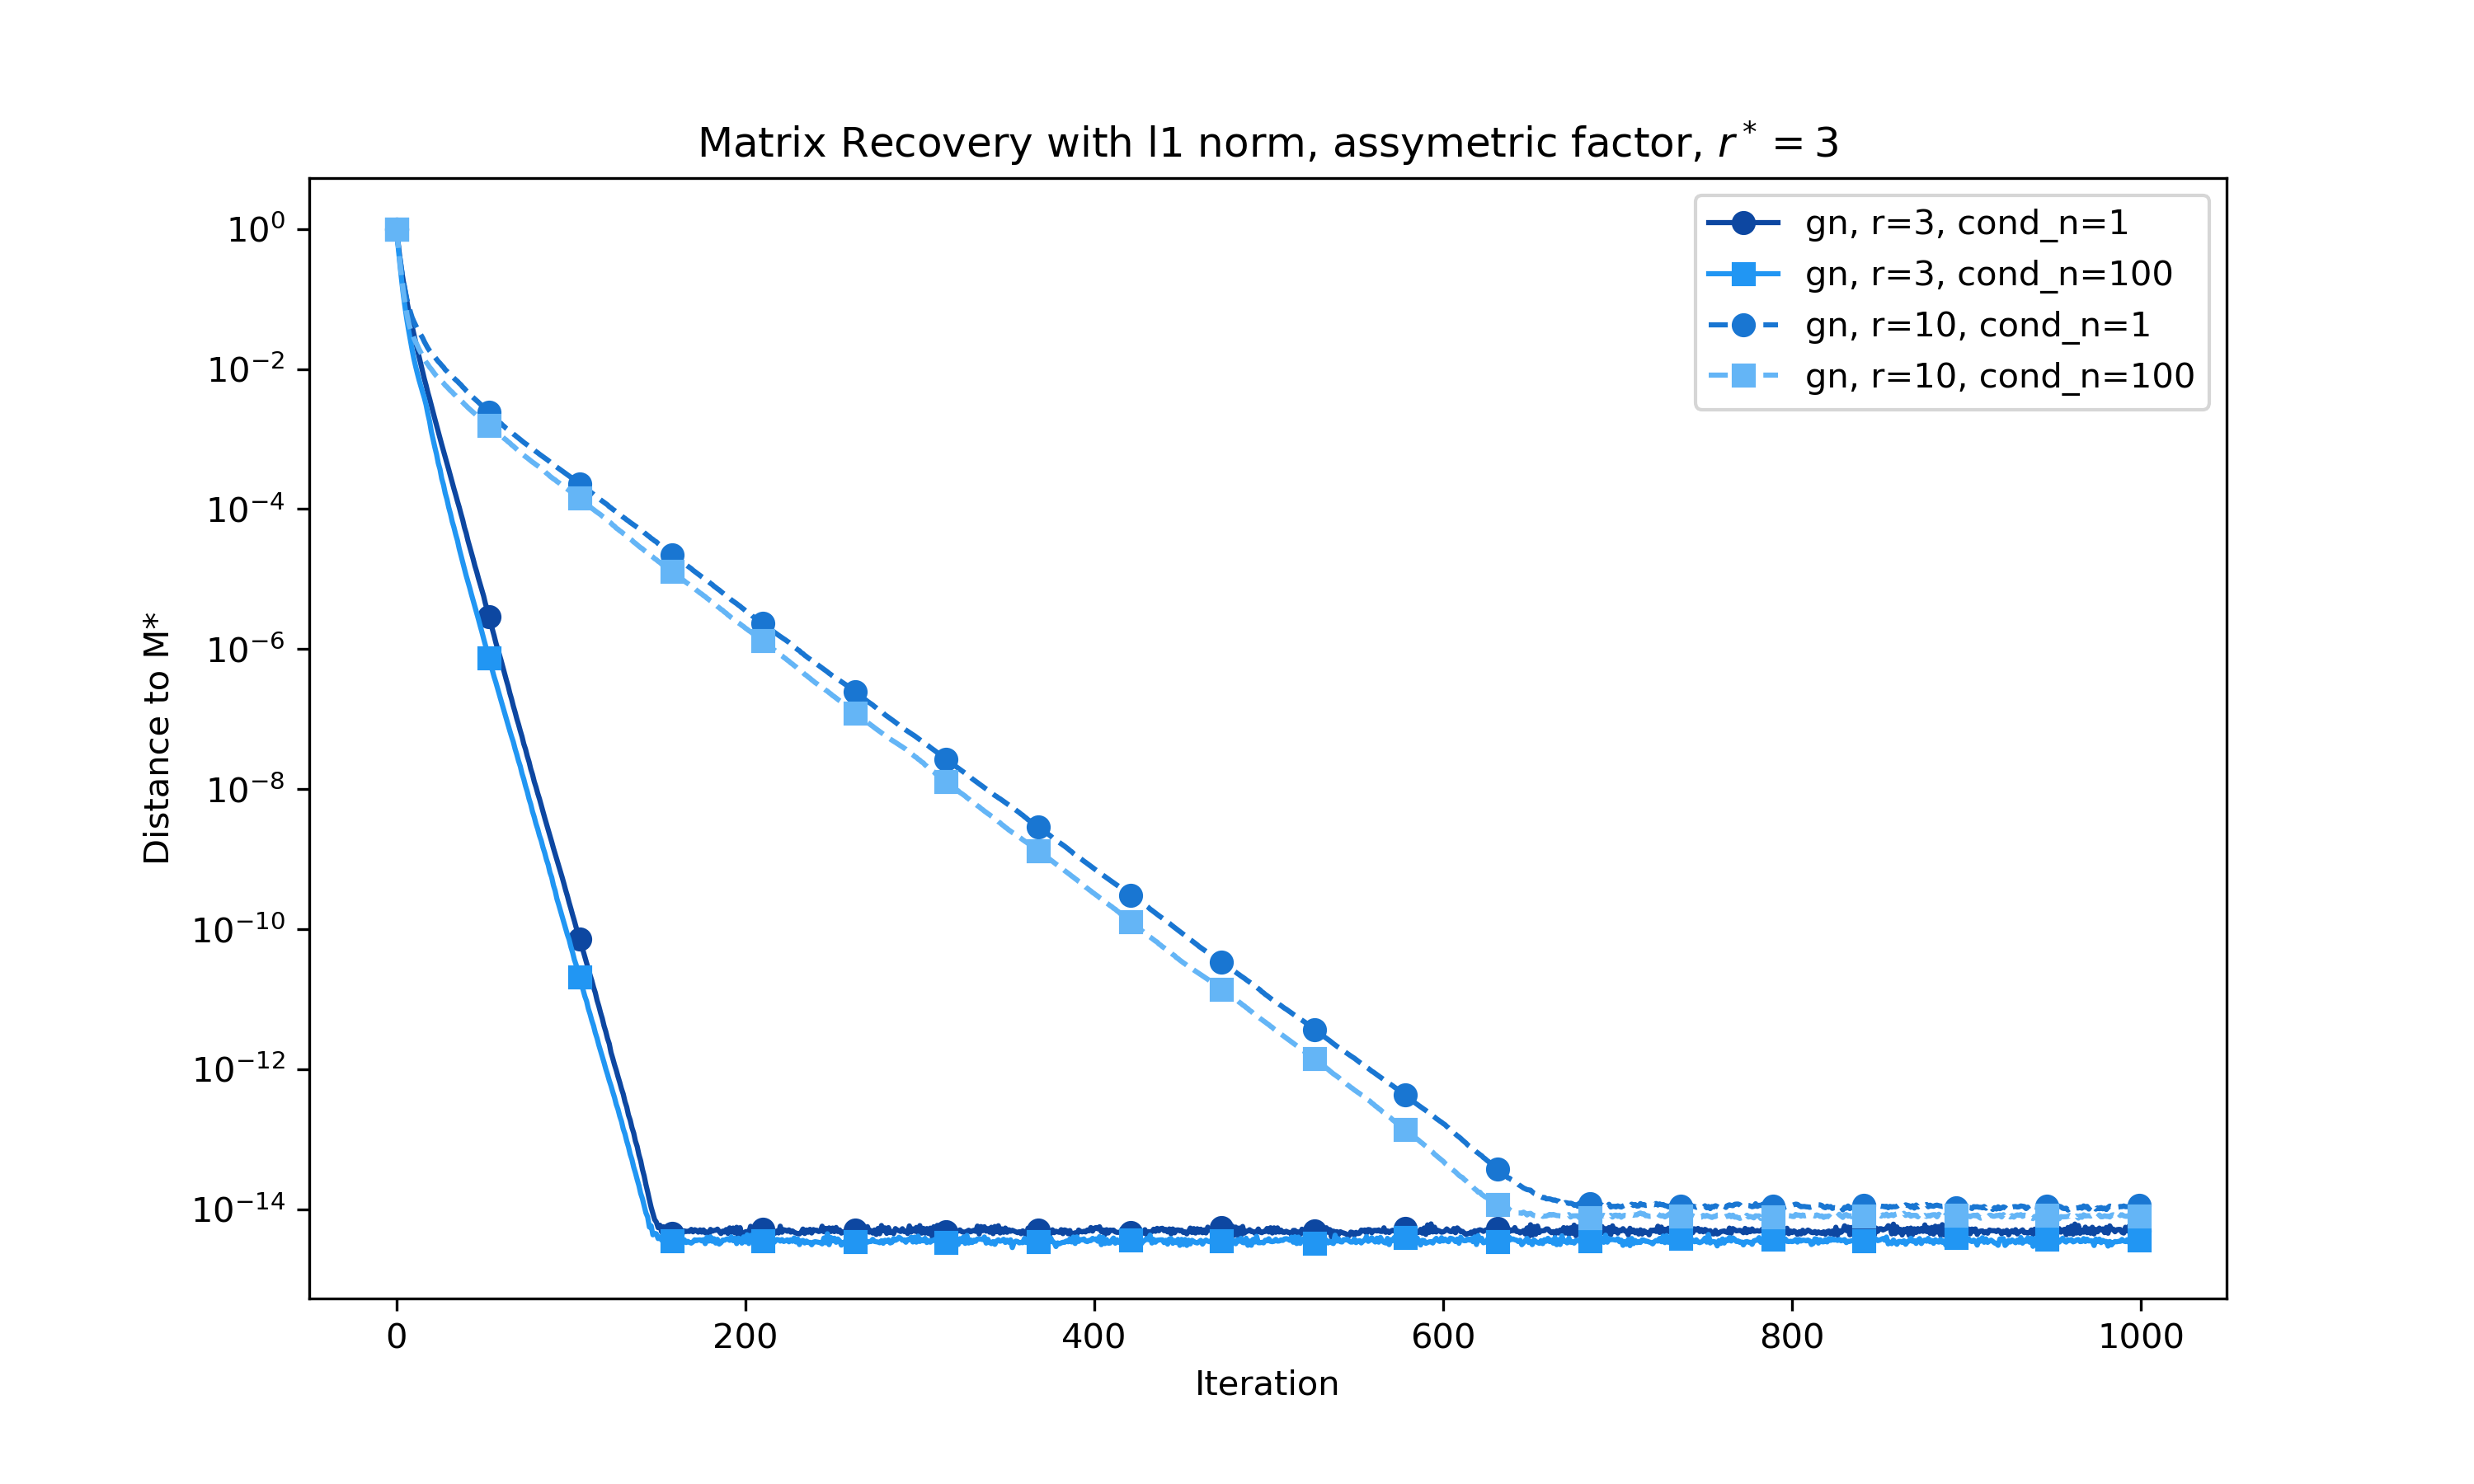 Matrix Recovery with l1 norm, assymetric factor, r* = 3
gn, r=3, cond_n=1
gn, r=3, cond_n=100
gn, r=10, cond_n=1
gn, r=10, cond_n=100
Distance to M*
10⁰
10⁻²
10⁻⁴
10⁻⁶
10⁻⁸
10⁻¹⁰
10⁻¹²
10⁻¹⁴
0 200 400 600 800 1000
Iteration